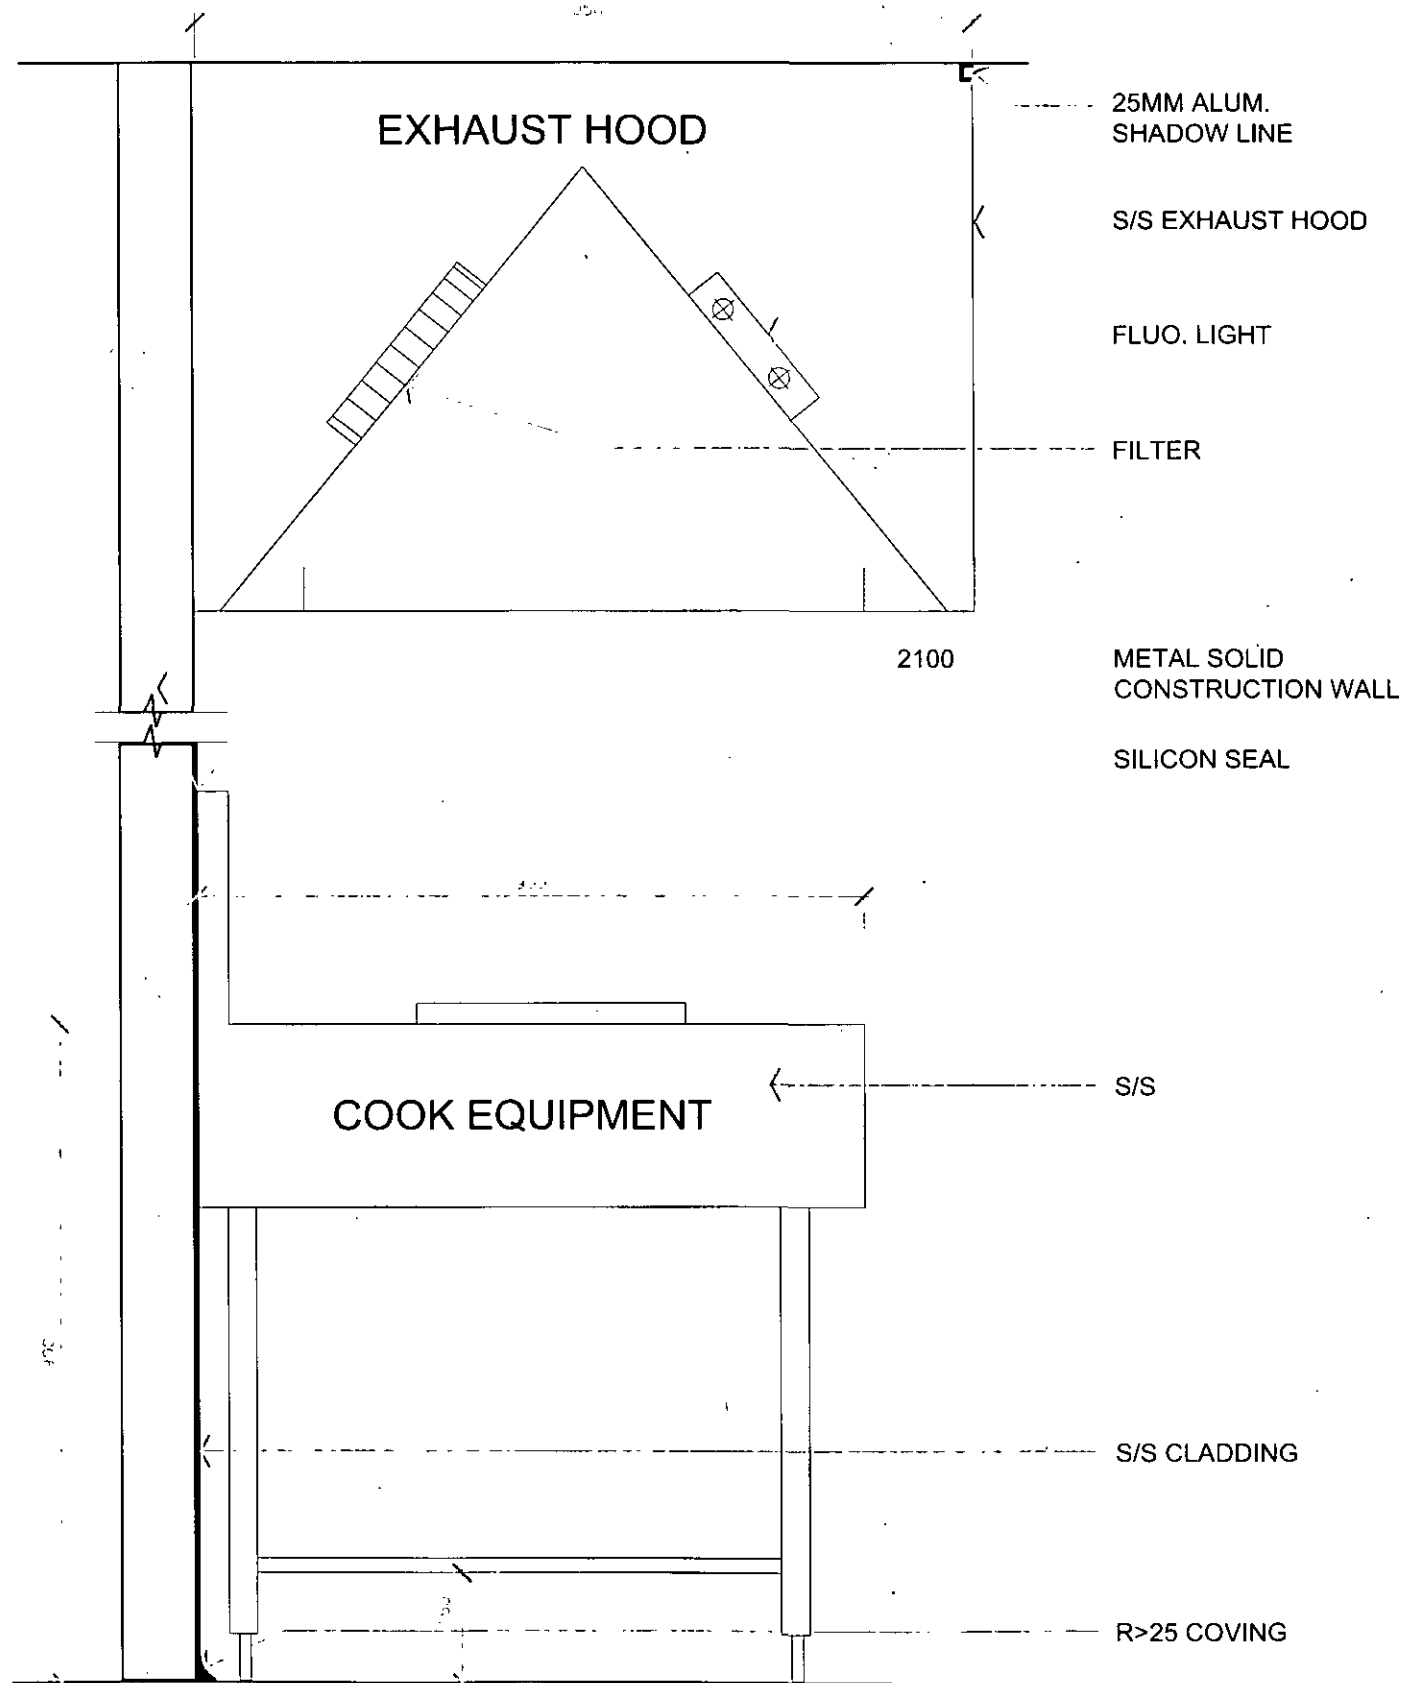 EXHAUST HOOD
25MM ALUM.
SHADOW LINE
S/S EXHAUST HOOD
FLUO. LIGHT
FILTER
2100
METAL SOLID
CONSTRUCTION WALL
SILICON SEAL
S/S
COOK EQUIPMENT
S/S CLADDING
R>25 COVING